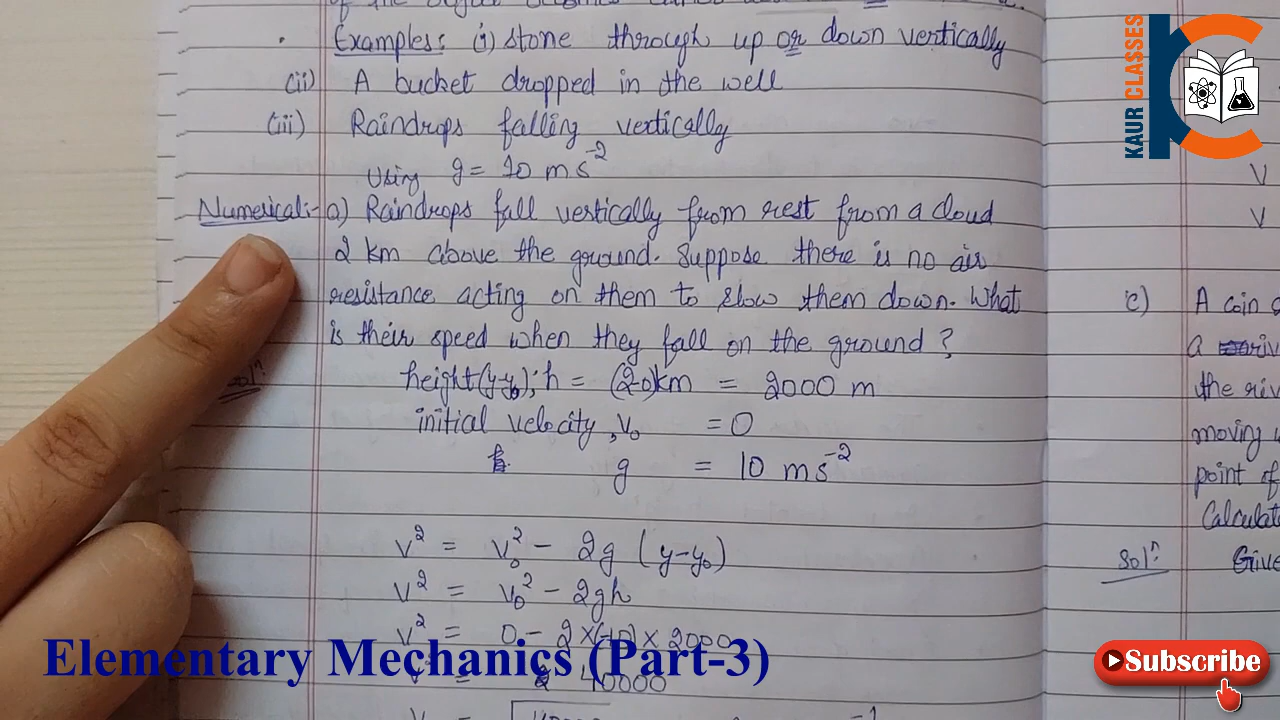 Examples: (i) stone through up or down vertically
(ii) A bucket dropped in the well
(iii) Raindrops falling vertically
Using g = 10 ms⁻²
Numerical:- a) Raindrops fall vertically from rest from a cloud
2 km above the ground. Suppose there is no air
resistance acting on them to slow them down. What
is their speed when they fall on the ground ?
Solⁿ:
height(y-y₀); h = (2-0)km = 2000 m
initial velocity, v₀ = 0
g = 10 ms⁻²
v² = v₀² - 2g (y-y₀)
v² = v₀² - 2gh
v² = 0 - 2 × (-10) × 2000
40000
V
V
c) A coin
a
the riv
moving
point of
Calculat
Solⁿ: Give
KAUR CLASSES
Elementary Mechanics (Part-3)
Subscribe